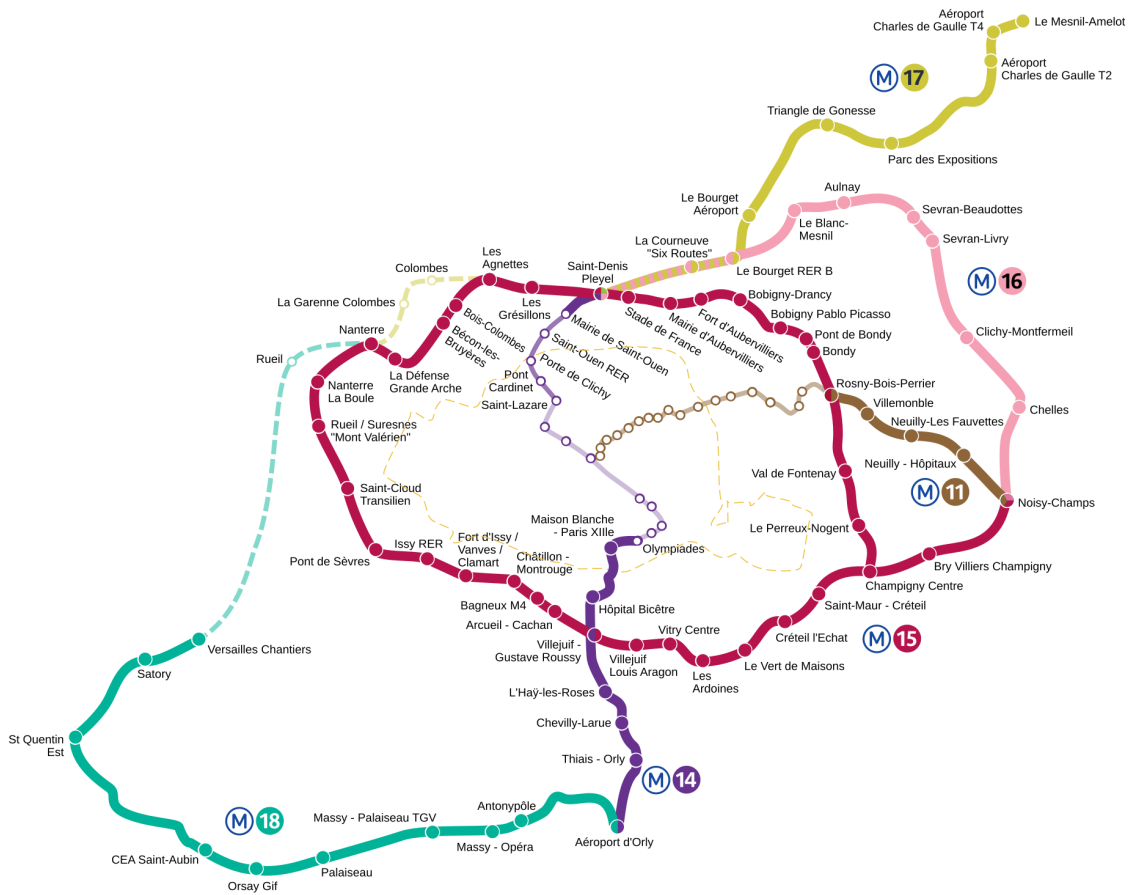 Aéroport
Charles de Gaulle T4
Le Mesnil-Amelot
Aéroport
Charles de Gaulle T2
M 17
Triangle de Gonesse
Parc des Expositions
Le Bourget
Aéroport
Aulnay
Le Blanc-
Mesnil
Sevran-Beaudottes
Sevran-Livry
La Courneuve
"Six Routes"
Le Bourget RER B
M 16
Clichy-Montfermeil
Chelles
Noisy-Champs
Colombes
Les
Agnettes
Saint-Denis
Pleyel
La Garenne Colombes
Les
Grésillons
Bois-Colombes
Bécon-les-
Bruyères
La Défense
Grande Arche
Nanterre
Rueil
Nanterre
La Boule
Rueil / Suresnes
"Mont Valérien"
Saint-Cloud
Transilien
Pont de Sèvres
Issy RER
Fort d'Issy /
Vanves /
Clamart
Châtillon -
Montrouge
Bagneux M4
Arcueil - Cachan
Villejuif -
Gustave Roussy
Villejuif
Louis Aragon
Vitry Centre
Les
Ardoines
Le Vert de Maisons
Créteil l'Echat
Saint-Maur - Créteil
Champigny Centre
Bry Villiers Champigny
M 15
Stade de France
Mairie d'Aubervilliers
Fort d'Aubervilliers
Bobigny-Drancy
Bobigny Pablo Picasso
Pont de Bondy
Bondy
Rosny-Bois-Perrier
Val de Fontenay
Le Perreux-Nogent
Villemonble
Neuilly-Les Fauvettes
Neuilly - Hôpitaux
M 11
Mairie de Saint-Ouen
Saint-Ouen RER
Porte de Clichy
Pont
Cardinet
Saint-Lazare
Olympiades
Maison Blanche
- Paris XIIIe
Hôpital Bicêtre
L'Haÿ-les-Roses
Chevilly-Larue
Thiais - Orly
M 14
Aéroport d'Orly
Antonypôle
Massy - Opéra
Massy - Palaiseau TGV
Palaiseau
Orsay Gif
CEA Saint-Aubin
M 18
St Quentin
Est
Satory
Versailles Chantiers